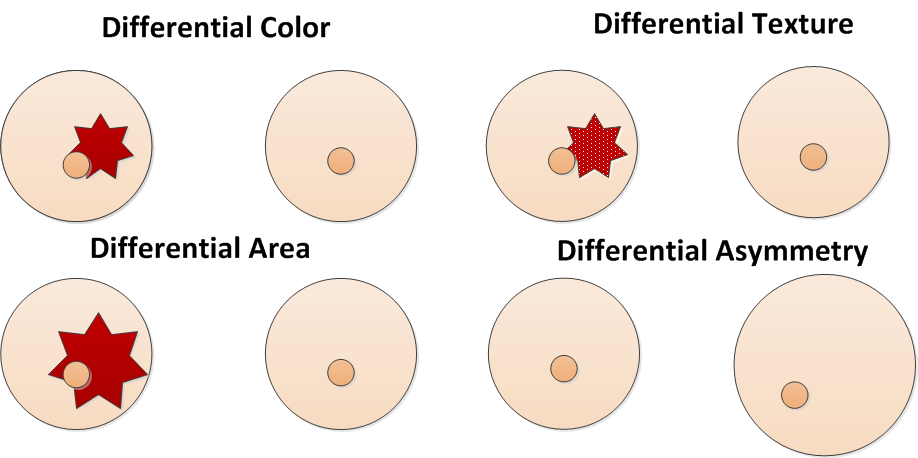 Differential Color
Differential Texture
Differential Area
Differential Asymmetry